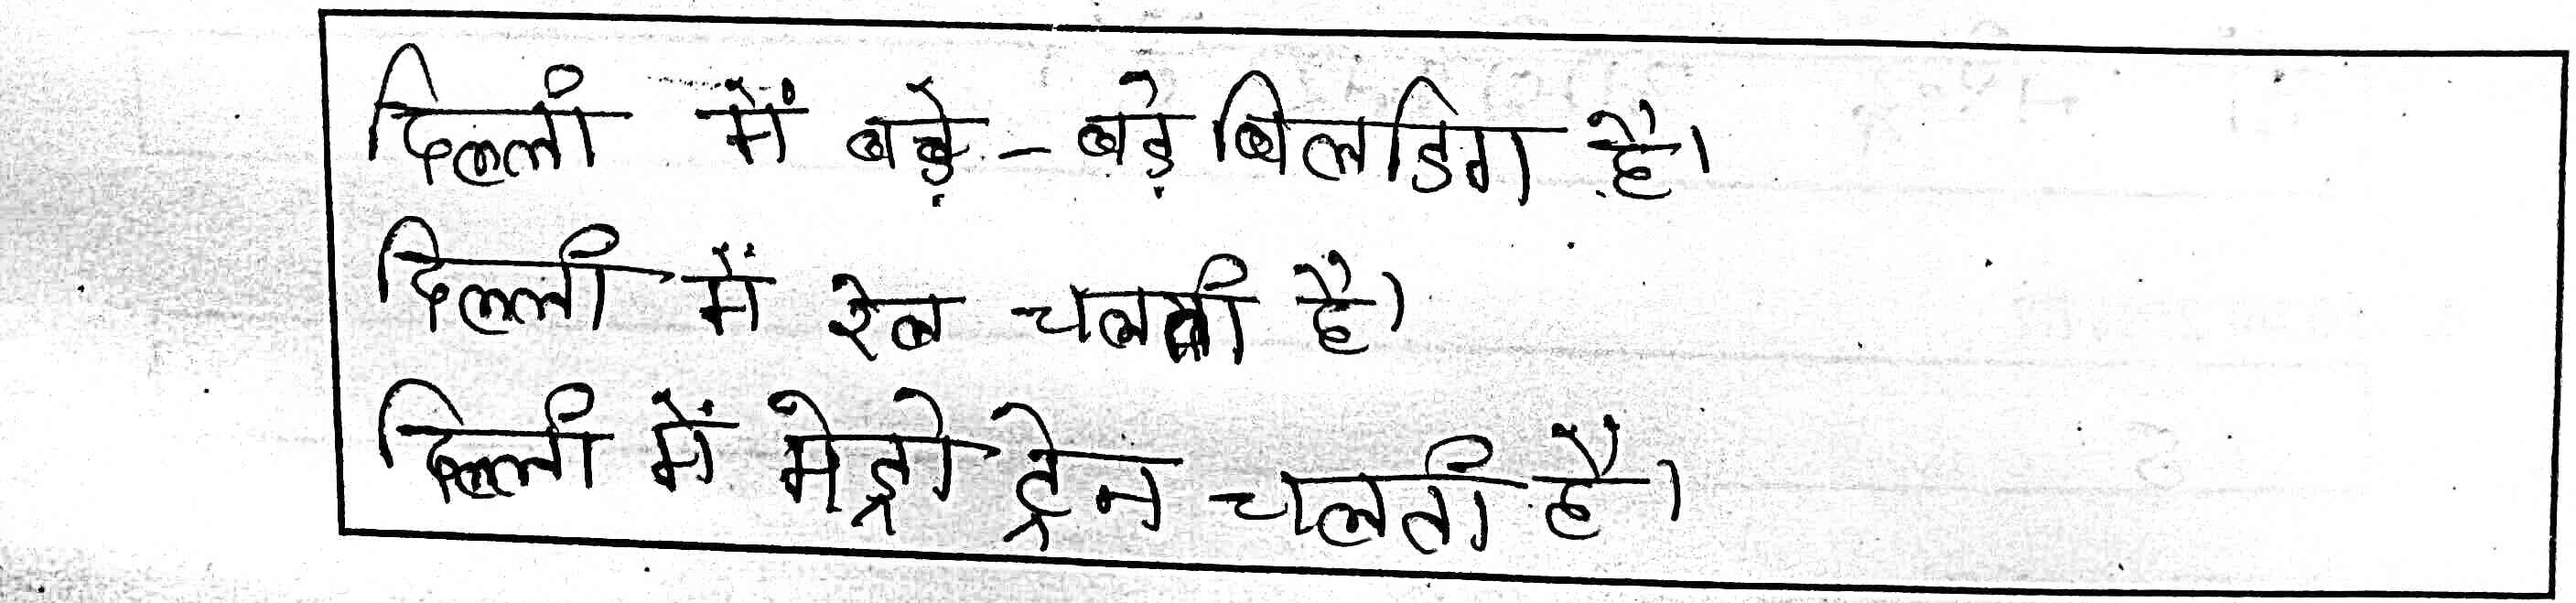 दिल्ली में बड़े - बड़े बिलडिग है।
दिल्ली में रेल चलती है।
दिल्ली में मेट्रो ट्रेन चलती है।